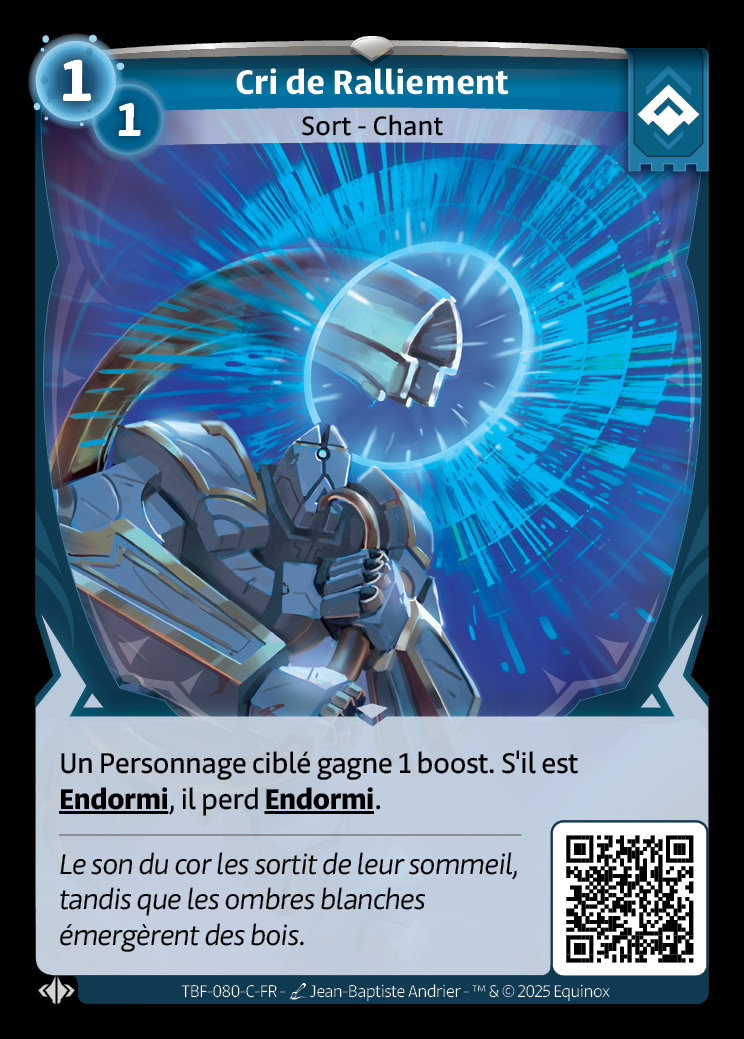 1
Cri de Ralliement
1
Sort - Chant
Un Personnage ciblé gagne 1 boost. S'il est
Endormi, il perd Endormi.
Le son du cor les sortit de leur sommeil,
tandis que les ombres blanches
émergèrent des bois.
TBF-080-C-FR - Jean-Baptiste Andrier - ™ & © 2025 Equinox